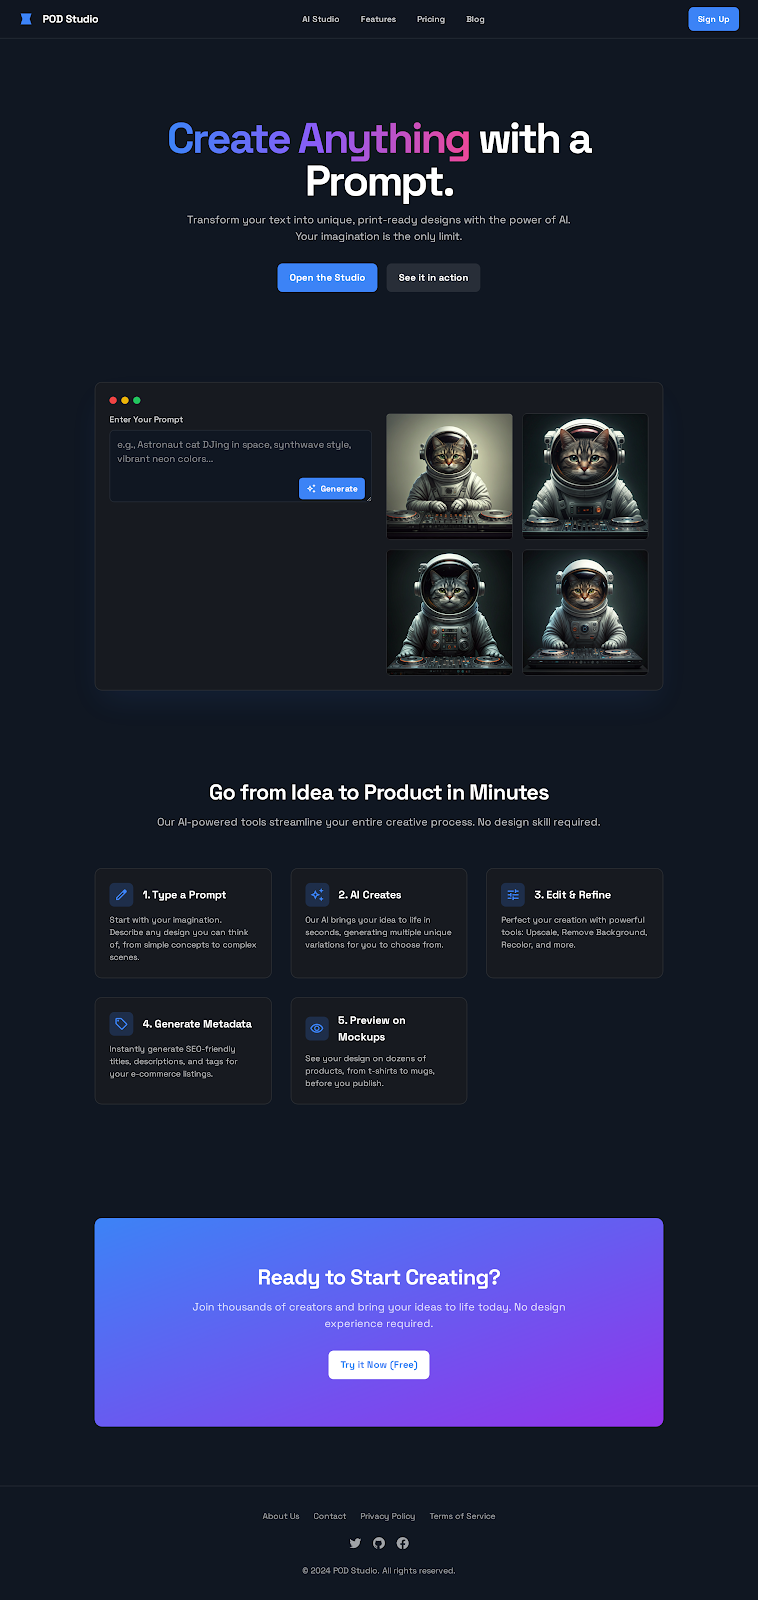 POD Studio
AI Studio
Features
Pricing
Blog
Sign Up
Create Anything with a
Prompt.
Transform your text into unique, print-ready designs with the power of AI.
Your imagination is the only limit.
Open the Studio
See it in action
Enter Your Prompt
e.g., Astronaut cat DJing in space, synthwave style,
vibrant neon colors...
Generate
Go from Idea to Product in Minutes
Our AI-powered tools streamline your entire creative process. No design skill required.
1. Type a Prompt
Start with your imagination.
Describe any design you can think
of, from simple concepts to complex
scenes.
2. AI Creates
Our AI brings your idea to life in
seconds, generating multiple unique
variations for you to choose from.
3. Edit & Refine
Perfect your creation with powerful
tools: Upscale, Remove Background,
Recolor, and more.
4. Generate Metadata
Instantly generate SEO-friendly
titles, descriptions, and tags for
your e-commerce listings.
5. Preview on
Mockups
See your design on dozens of
products, from t-shirts to mugs,
before you publish.
Ready to Start Creating?
Join thousands of creators and bring your ideas to life today. No design
experience required.
Try it Now (Free)
About Us
Contact
Privacy Policy
Terms of Service
© 2024 POD Studio. All rights reserved.